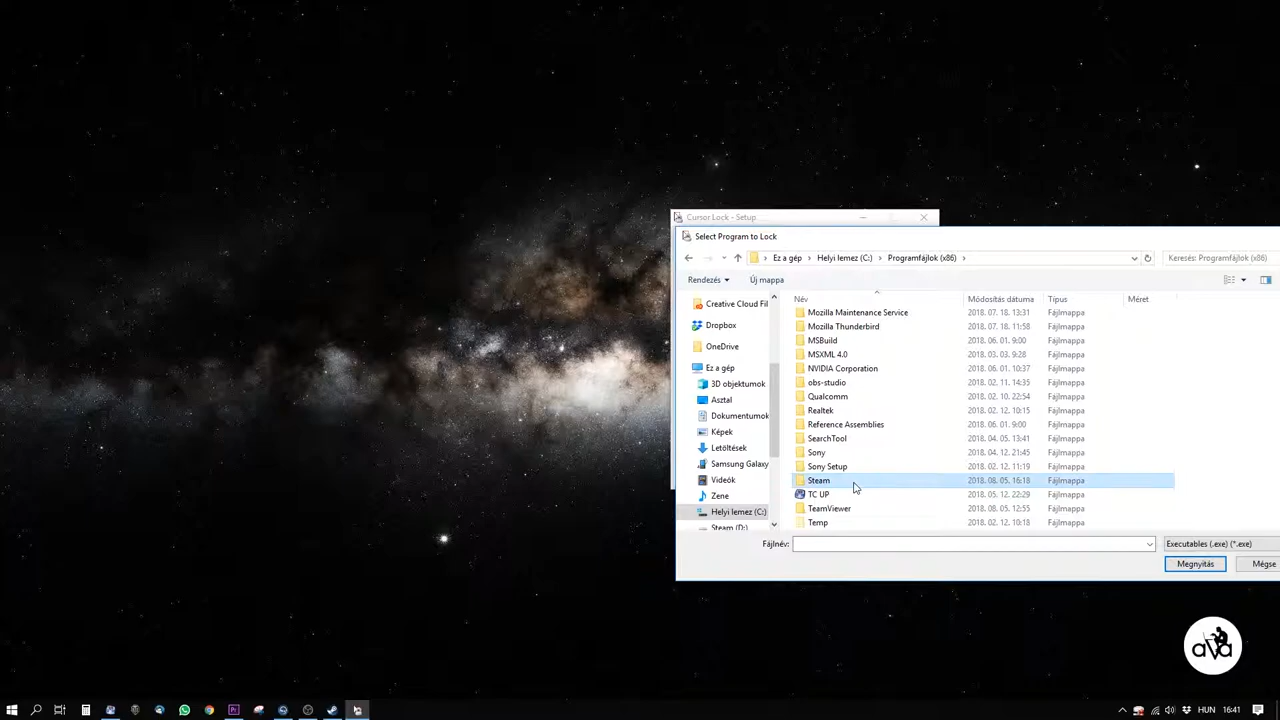 Cursor Lock - Setup
Select Program to Lock
Ez a gép > Helyi lemez (C:) > Programfájlok (x86) >
Keresés: Programfájlok (x86)
Rendezés
Új mappa
Creative Cloud Fil
Dropbox
OneDrive
Ez a gép
3D objektumok
Asztal
Dokumentumok
Képek
Letöltések
Samsung Galaxy
Videók
Zene
Helyi lemez (C:)
Steam (D:)
Név Módosítás dátuma Típus Méret
Mozilla Maintenance Service 2018. 07. 18. 13:31 Fájlmappa
Mozilla Thunderbird 2018. 07. 18. 11:58 Fájlmappa
MSBuild 2018. 06. 01. 9:00 Fájlmappa
MSXML 4.0 2018. 03. 03. 9:28 Fájlmappa
NVIDIA Corporation 2018. 06. 01. 10:37 Fájlmappa
obs-studio 2018. 02. 11. 14:35 Fájlmappa
Qualcomm 2018. 02. 10. 22:54 Fájlmappa
Realtek 2018. 02. 12. 10:15 Fájlmappa
Reference Assemblies 2018. 06. 01. 9:00 Fájlmappa
SearchTool 2018. 04. 05. 13:41 Fájlmappa
Sony 2018. 04. 12. 21:45 Fájlmappa
Sony Setup 2018. 02. 12. 11:19 Fájlmappa
Steam 2018. 08. 05. 16:18 Fájlmappa
TC UP 2018. 05. 12. 22:29 Fájlmappa
TeamViewer 2018. 08. 05. 12:55 Fájlmappa
Temp 2018. 02. 12. 10:18 Fájlmappa
Fájlnév:
Executables (.exe) (*.exe)
Megnyitás
Mégse
ava
HUN 16:41